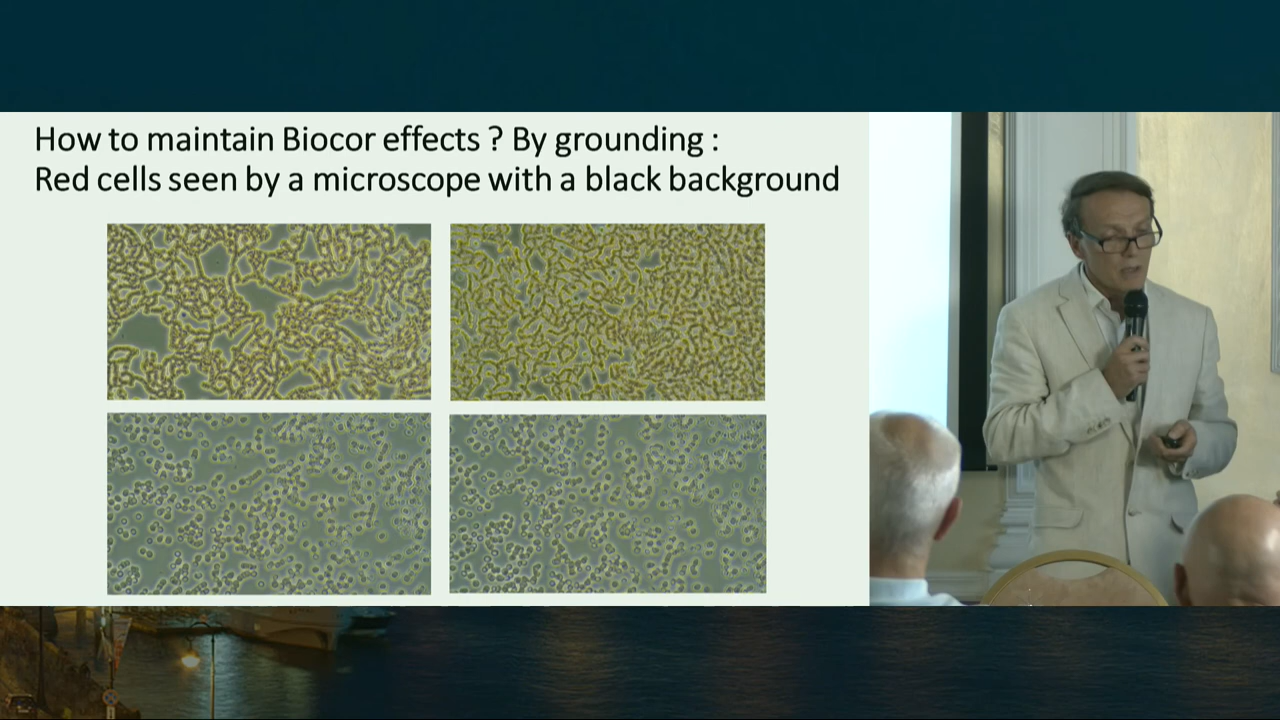 How to maintain Biocor effects ? By grounding :
Red cells seen by a microscope with a black background